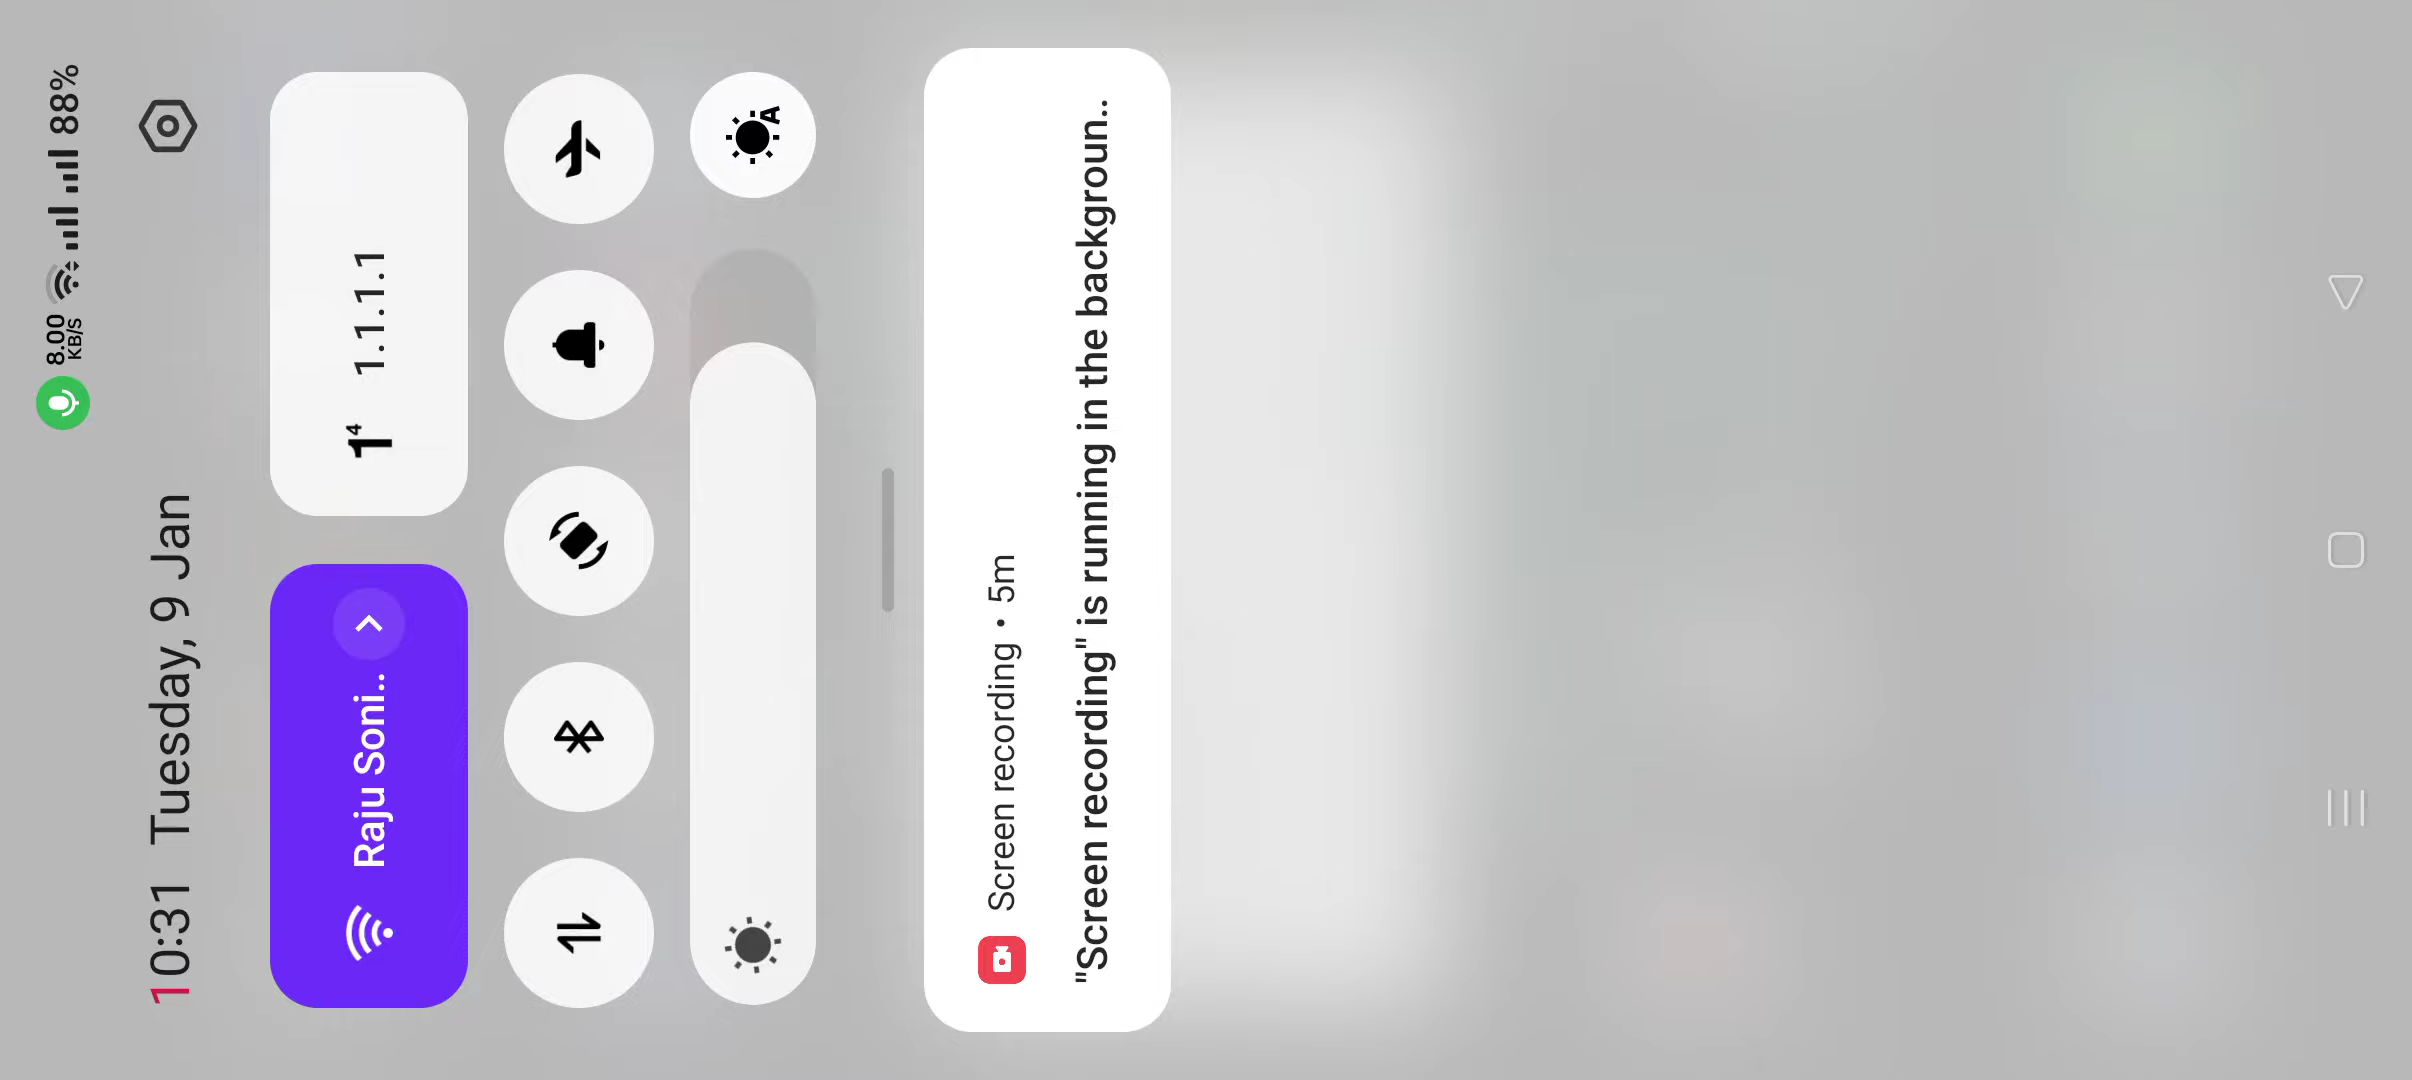 8.00 KB/S 88%
10:31 Tuesday, 9 Jan
Raju Soni..
1⁴ 1.1.1.1
A
Screen recording • 5m
"Screen recording" is running in the backgroun..